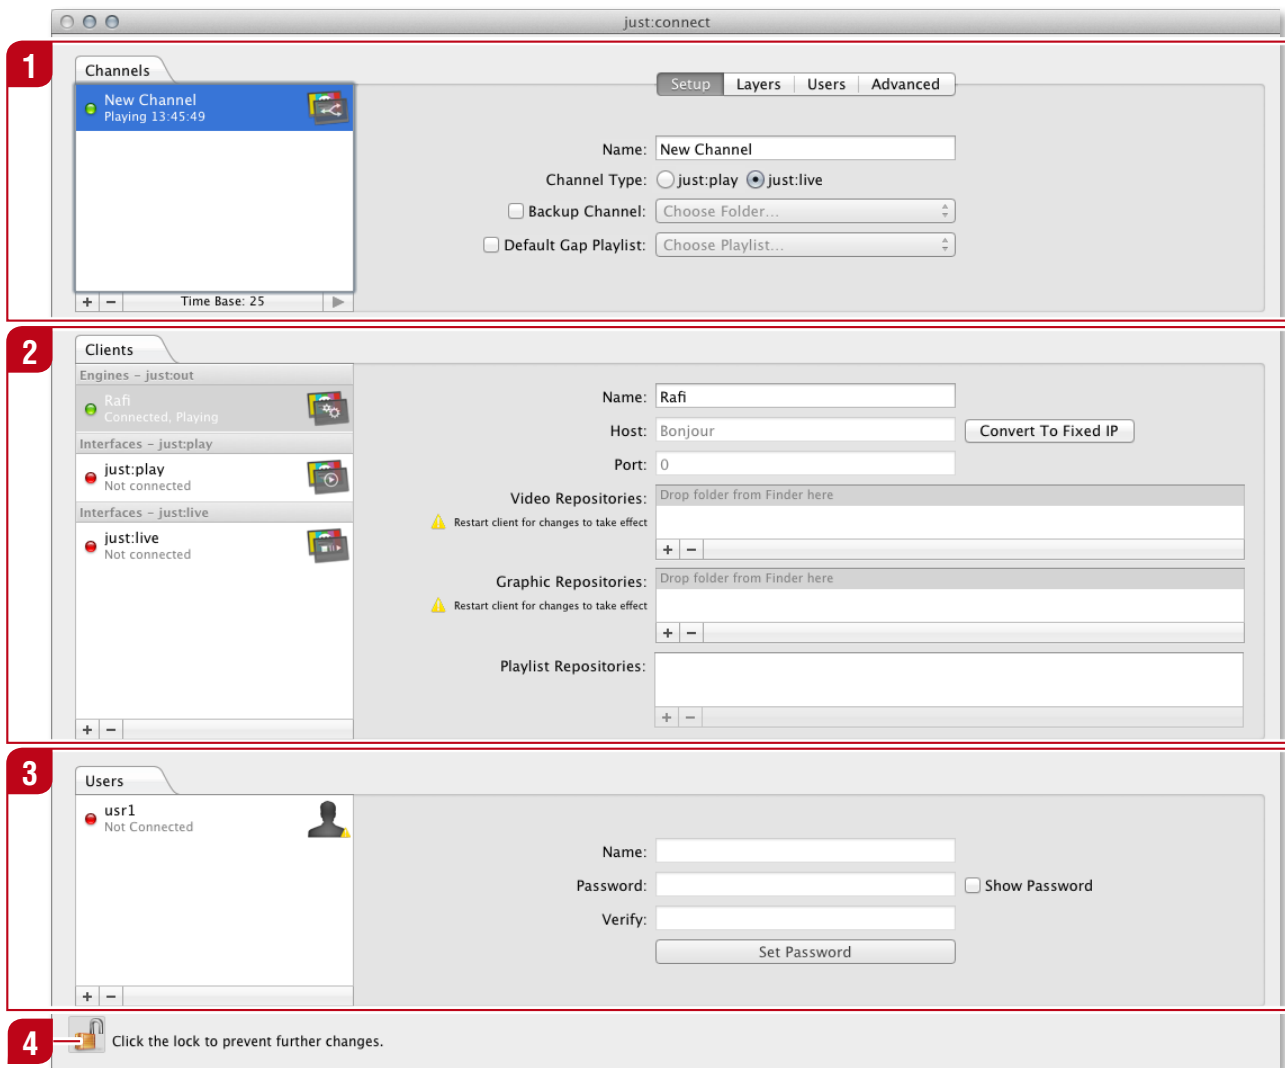 just:connect
1
Channels
Setup Layers Users Advanced
New Channel
Playing 13:45:49
Name: New Channel
Channel Type: just:play just:live
Backup Channel: Choose Folder...
Default Gap Playlist: Choose Playlist...
+ − Time Base: 25
2
Clients
Engines – just:out
Rafi
Connected, Playing
Interfaces – just:play
just:play
Not connected
Interfaces – just:live
just:live
Not connected
+ −
Name: Rafi
Host: Bonjour Convert To Fixed IP
Port: 0
Video Repositories: Drop folder from Finder here
Restart client for changes to take effect
+ −
Graphic Repositories: Drop folder from Finder here
Restart client for changes to take effect
+ −
Playlist Repositories:
+ −
3
Users
usr1
Not Connected
+ −
Name:
Password: Show Password
Verify:
Set Password
4
Click the lock to prevent further changes.